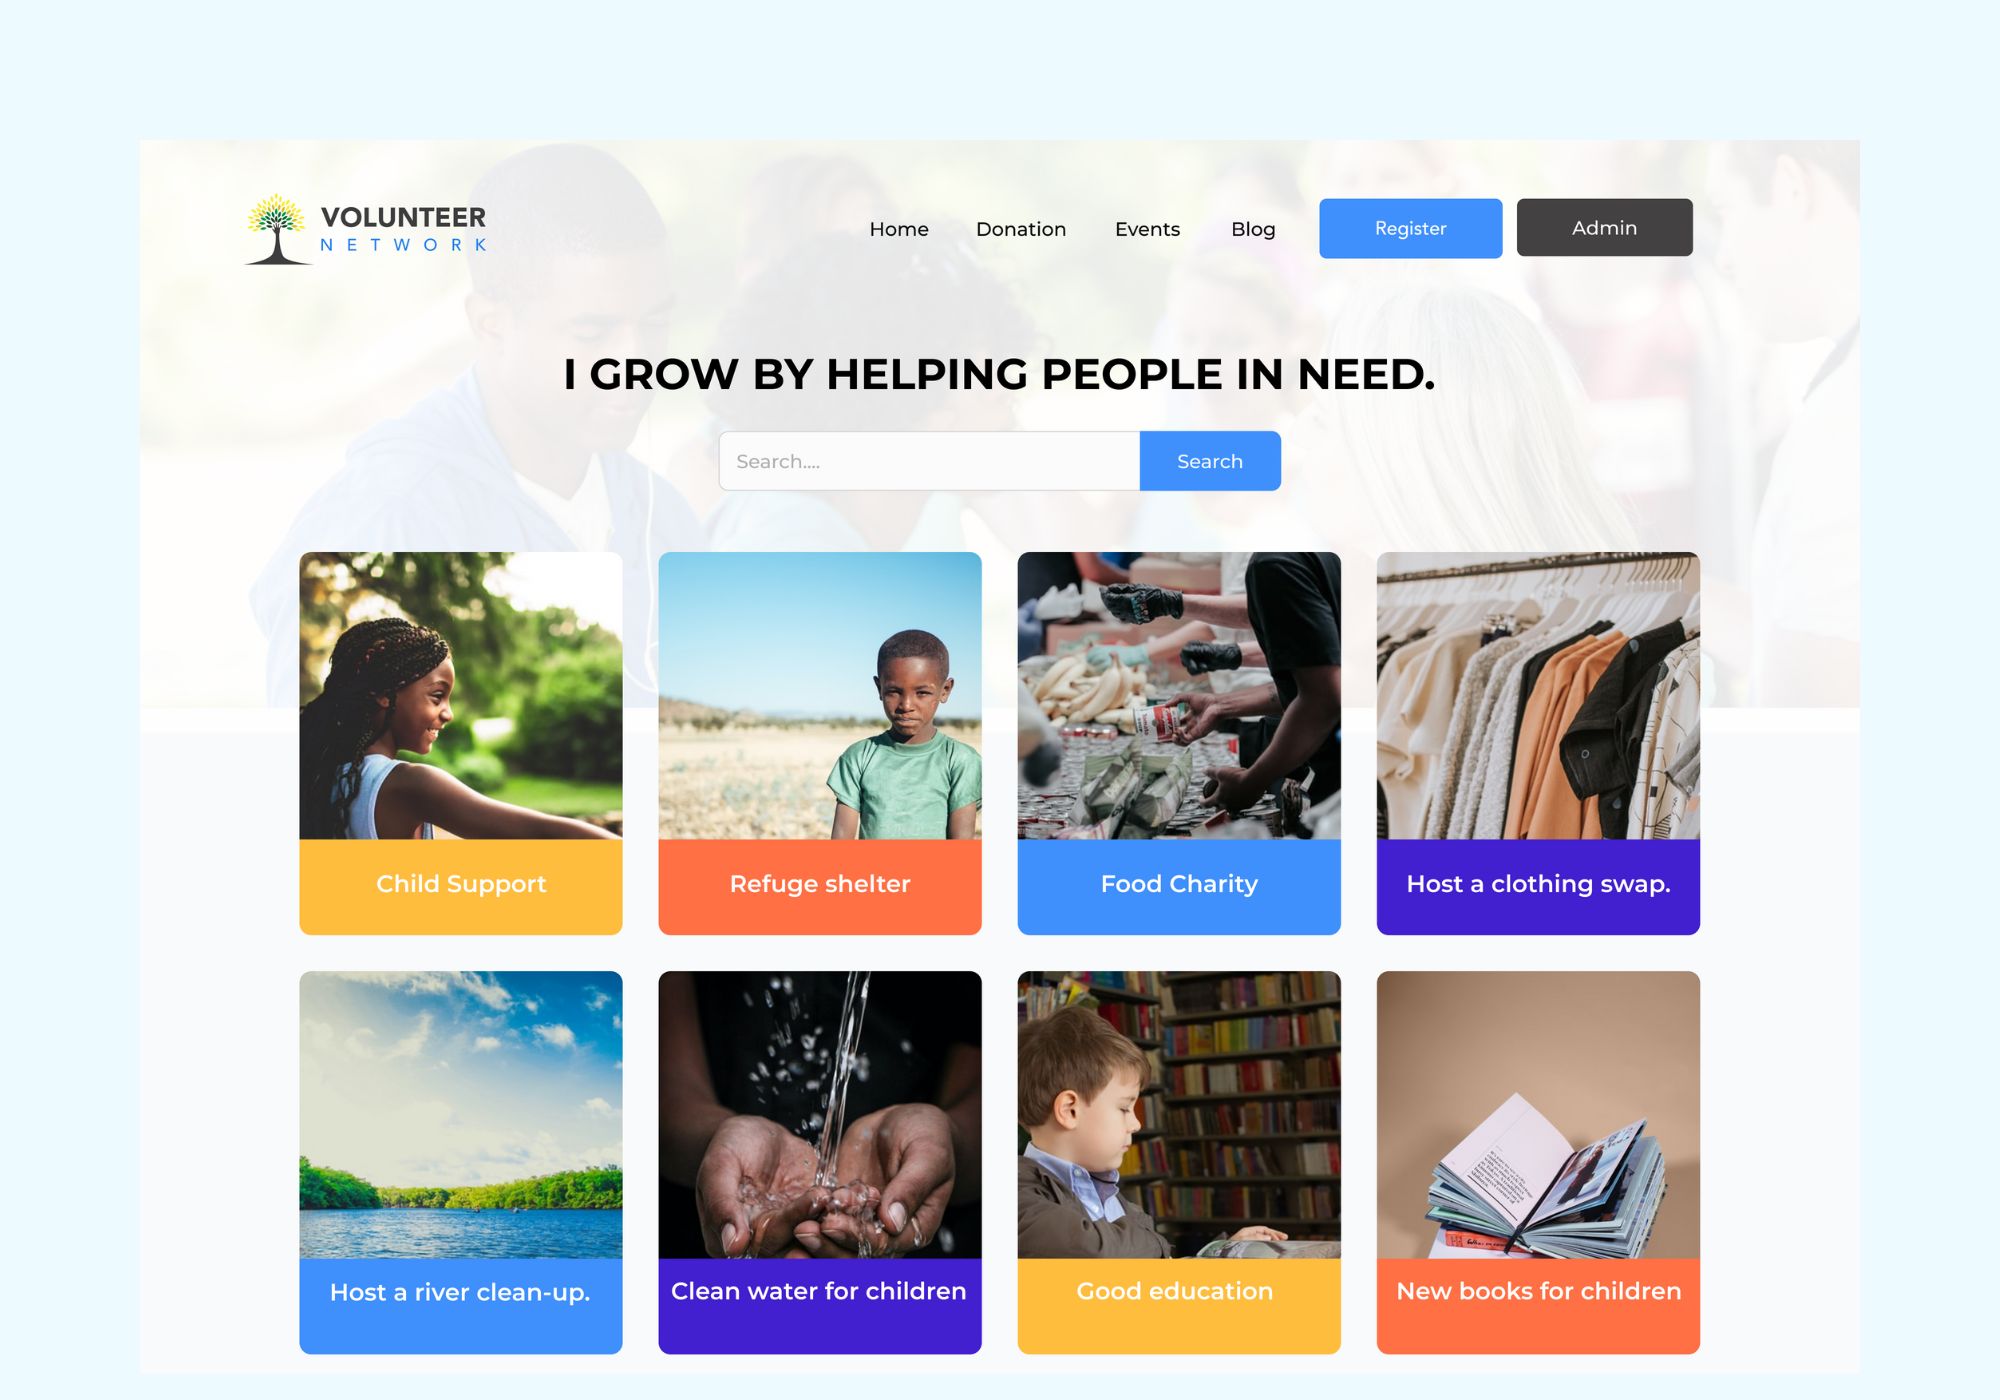 VOLUNTEER
NETWORK
Home Donation Events Blog Register Admin
I GROW BY HELPING PEOPLE IN NEED.
Search.... Search
Child Support
Refuge shelter
Food Charity
Host a clothing swap.
Host a river clean-up.
Clean water for children
Good education
New books for children